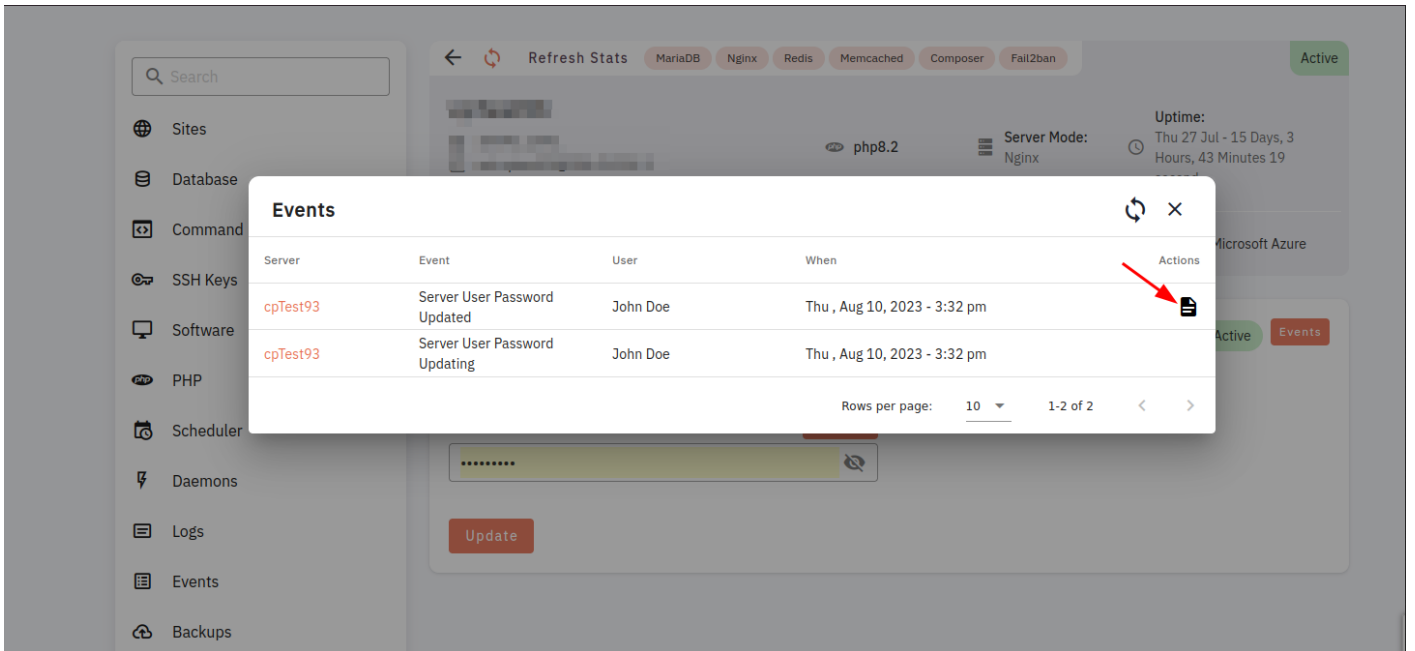 Search
Sites
Database
Command
SSH Keys
Software
php PHP
Scheduler
Daemons
Logs
Events
Backups
Refresh Stats MariaDB Nginx Redis Memcached Composer Fail2ban
Active
php php8.2
Server Mode:
Nginx
Uptime:
Thu 27 Jul - 15 Days, 3
Hours, 43 Minutes 19
Microsoft Azure
Active Events
Events
Server Event User When Actions
cpTest93 Server User Password
Updated John Doe Thu , Aug 10, 2023 - 3:32 pm
cpTest93 Server User Password
Updating John Doe Thu , Aug 10, 2023 - 3:32 pm
Rows per page: 10 1-2 of 2
•••••••••
Update